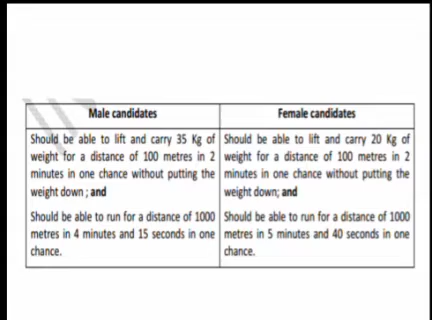 Male candidates
Female candidates
Should be able to lift and carry 35 Kg of
weight for a distance of 100 metres in 2
minutes in one chance without putting the
weight down ; and
Should be able to run for a distance of 1000
metres in 4 minutes and 15 seconds in one
chance.
Should be able to lift and carry 20 Kg of
weight for a distance of 100 metres in 2
minutes in one chance without putting the
weight down; and
Should be able to run for a distance of 1000
metres in 5 minutes and 40 seconds in one
chance.